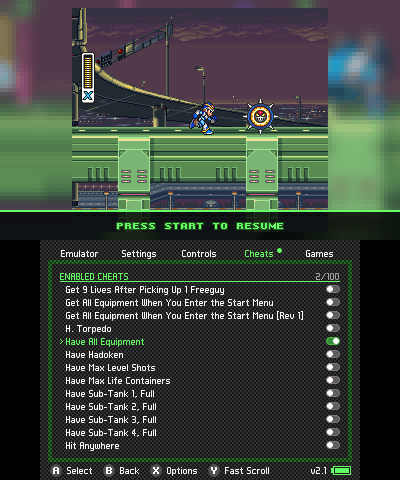 X
PRESS START TO RESUME
Emulator Settings Controls Cheats Games
ENABLED CHEATS 2/100
Get 9 Lives After Picking Up 1 Freeguy
Get All Equipment When You Enter the Start Menu
Get All Equipment When You Enter the Start Menu [Rev 1]
H. Torpedo
>Have All Equipment
Have Hadoken
Have Max Level Shots
Have Max Life Containers
Have Sub-Tank 1, Full
Have Sub-Tank 2, Full
Have Sub-Tank 3, Full
Have Sub-Tank 4, Full
Hit Anywhere
A Select B Back X Options Y Fast Scroll v2.1